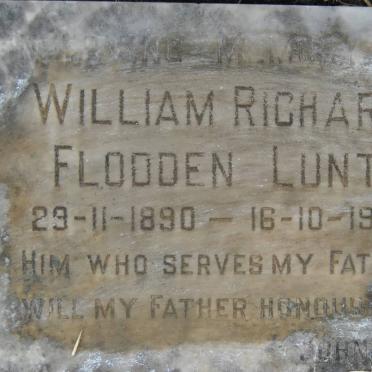 WILLIAM RICHAR
FLODDEN LUNT
29-11-1890 — 16-10-19
HIM WHO SERVES MY FAT
WILL MY FATHER HONOU
JOHN